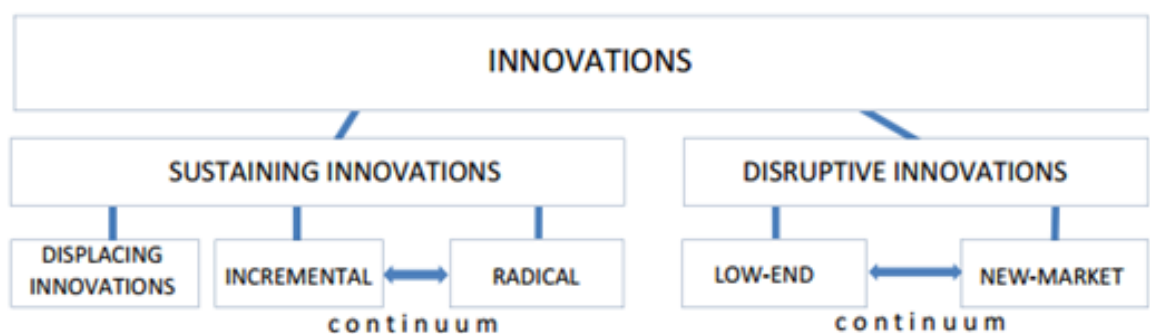 INNOVATIONS
SUSTAINING INNOVATIONS
DISRUPTIVE INNOVATIONS
DISPLACING
INNOVATIONS
INCREMENTAL
RADICAL
LOW-END
NEW-MARKET
continuum
continuum